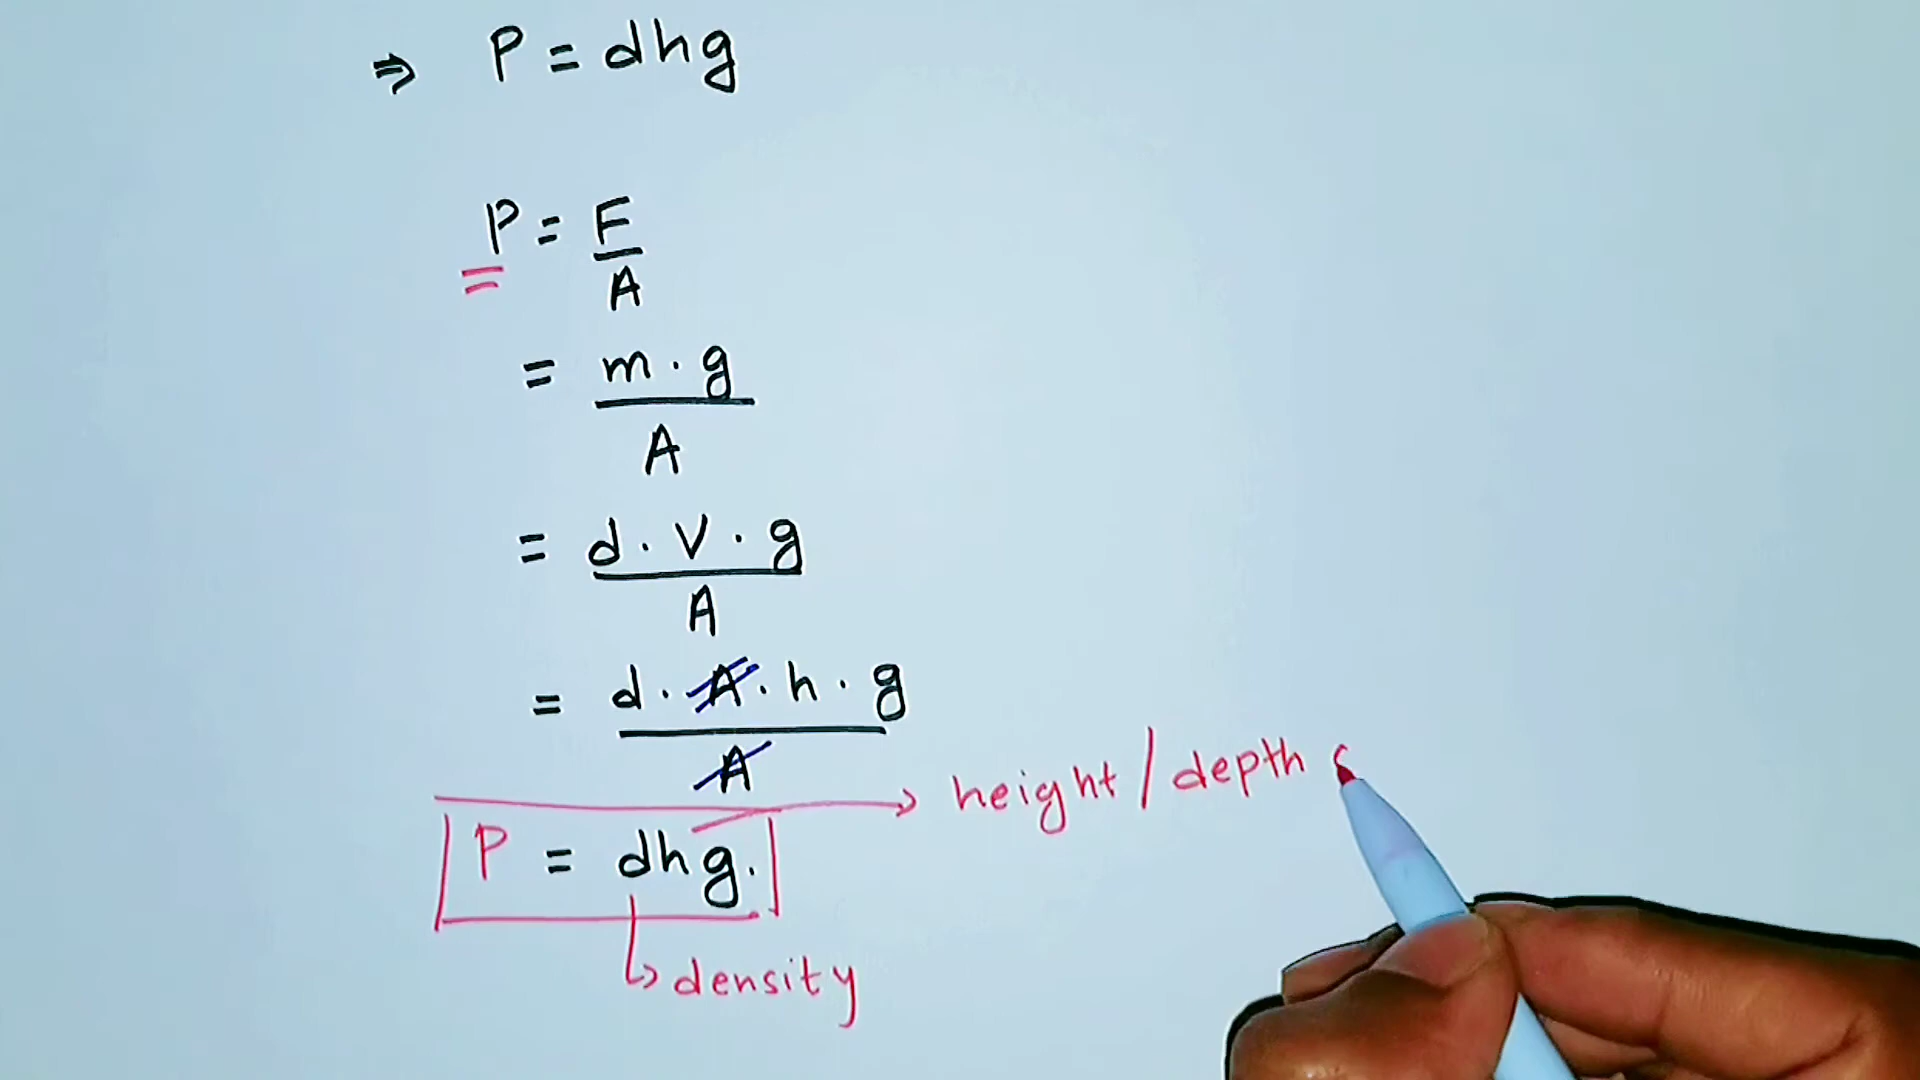 ⇒ P = dhg
P = F/A
= m · g / A
= d · V · g / A
= d · A · h · g / A
→ height / depth
P = dhg.
↳ density